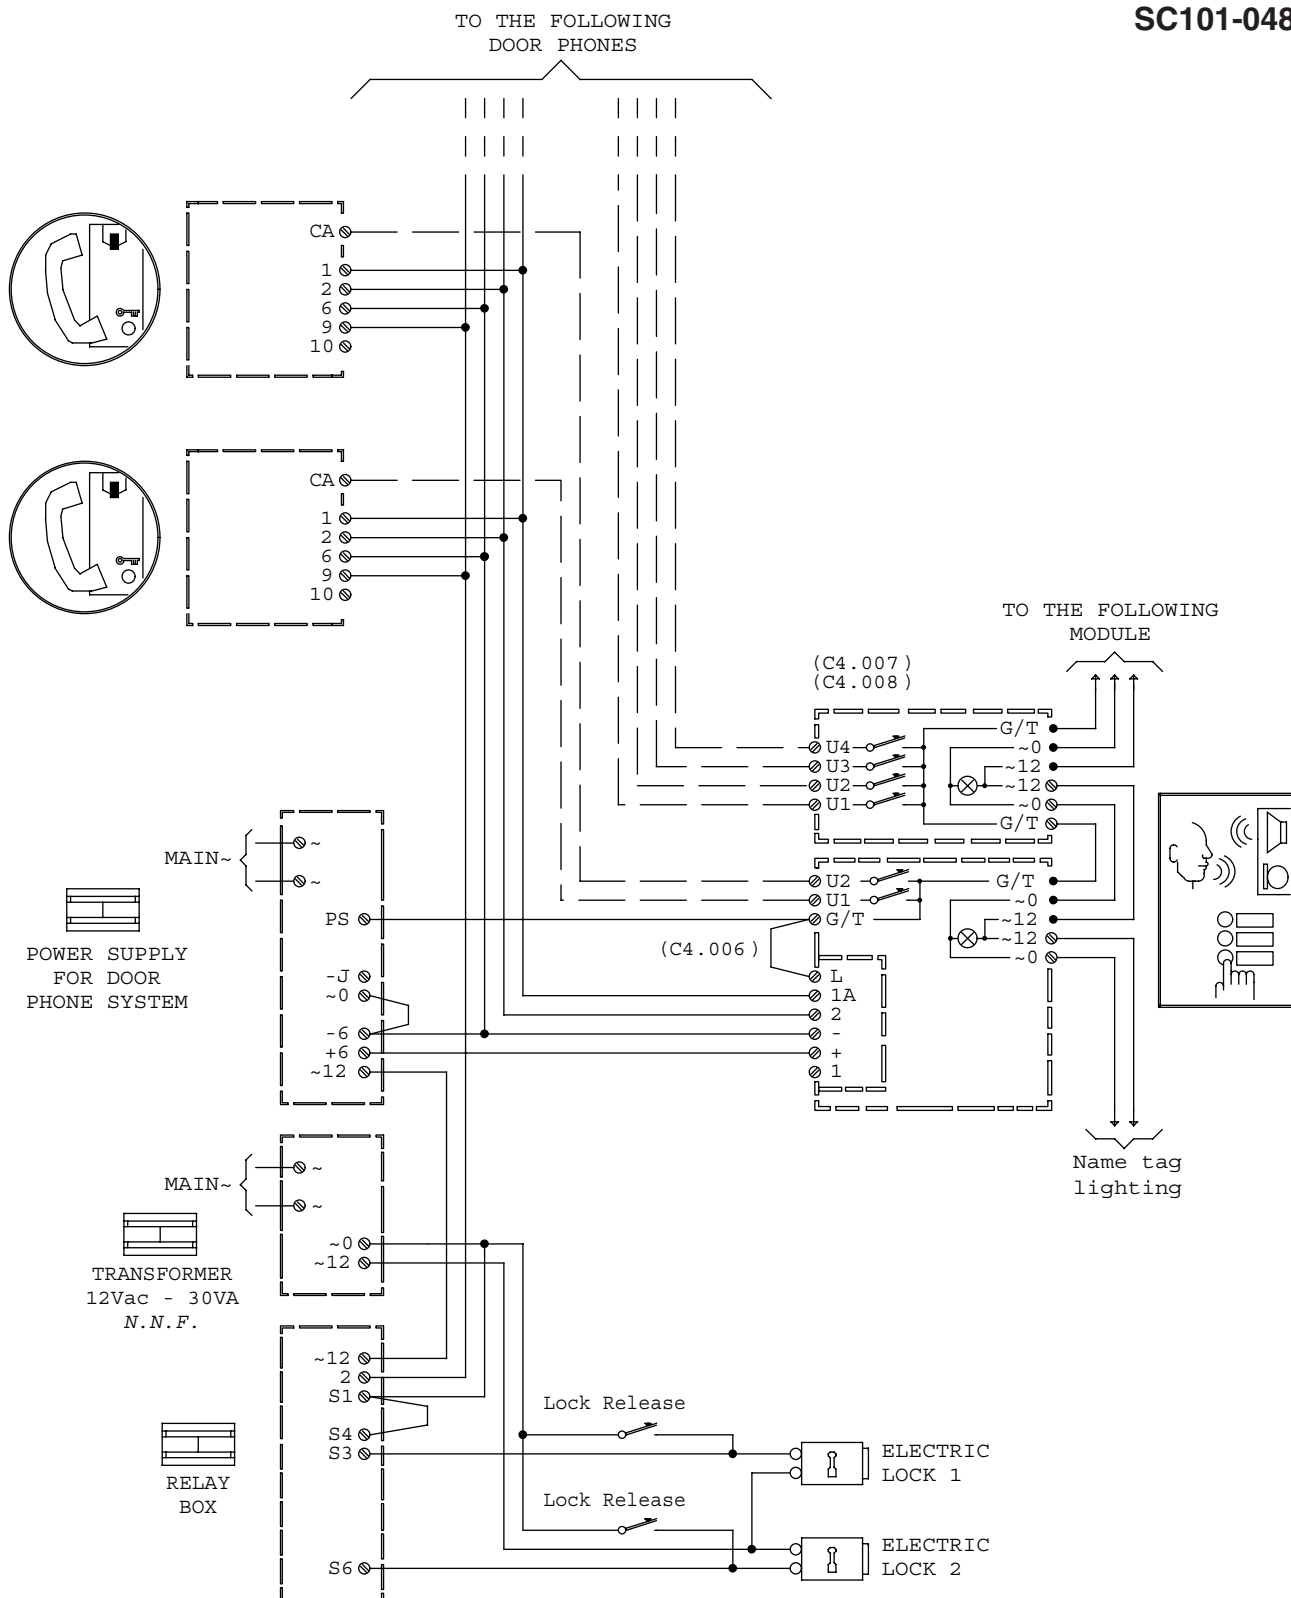 SC101-048
TO THE FOLLOWING
DOOR PHONES
CA
1
2
6
9
10
CA
1
2
6
9
10
TO THE FOLLOWING
MODULE
(C4.007)
(C4.008)
U4
U3
U2
U1
G/T
~0
~12
~12
~0
G/T
MAIN~
~
~
PS
-J
~0
-6
+6
~12
POWER SUPPLY
FOR DOOR
PHONE SYSTEM
(C4.006)
U2
U1
G/T
L
1A
2
-
+
1
G/T
~0
~12
~12
~0
Name tag
lighting
MAIN~
~
~
~0
~12
TRANSFORMER
12Vac - 30VA
N.N.F.
~12
2
S1
S4
S3
S6
RELAY
BOX
Lock Release
ELECTRIC
LOCK 1
Lock Release
ELECTRIC
LOCK 2